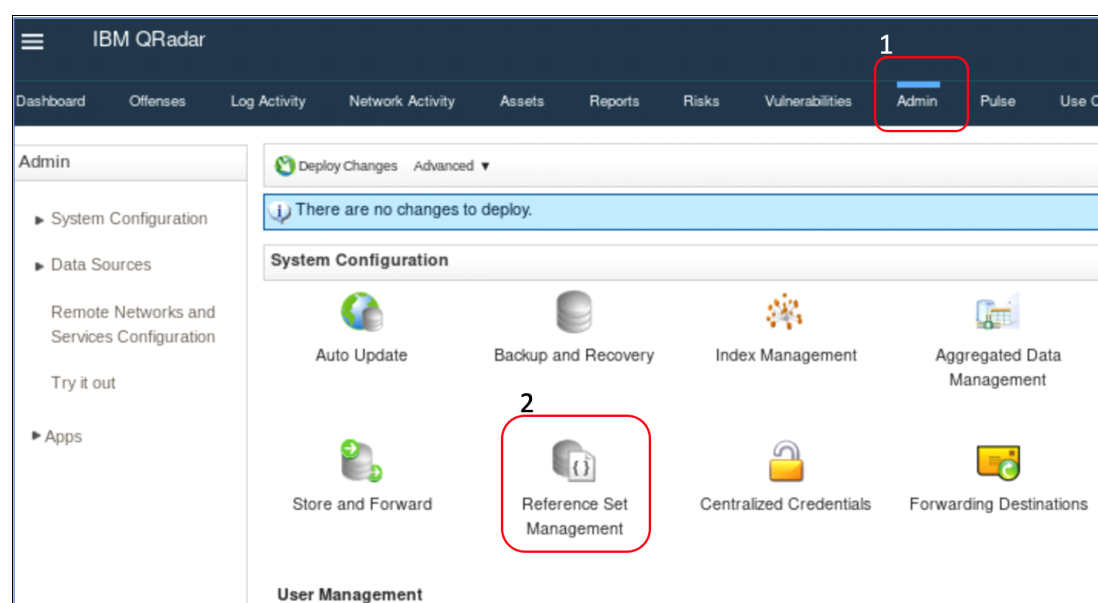 IBM QRadar
1
Dashboard Offenses Log Activity Network Activity Assets Reports Risks Vulnerabilities Admin Pulse Use
Admin
Deploy Changes Advanced ▼
There are no changes to deploy.
System Configuration
Data Sources
Remote Networks and
Services Configuration
Try it out
Apps
System Configuration
Auto Update
Backup and Recovery
Index Management
Aggregated Data
Management
2
Store and Forward
Reference Set
Management
Centralized Credentials
Forwarding Destinations
User Management